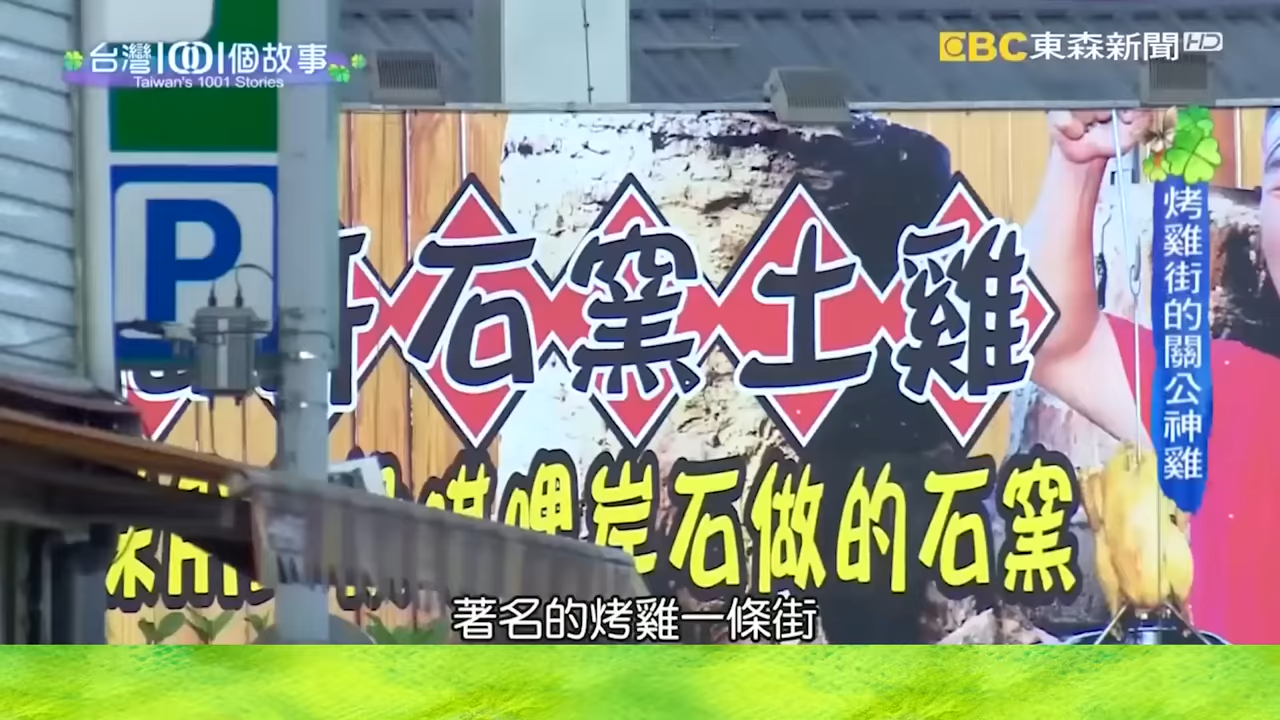 台灣1001個故事
Taiwan's 1001 Stories
EBC東森新聞HD
P
石窯土雞
岩石做的石窯
烤雞街的關公神雞
著名的烤雞一條街